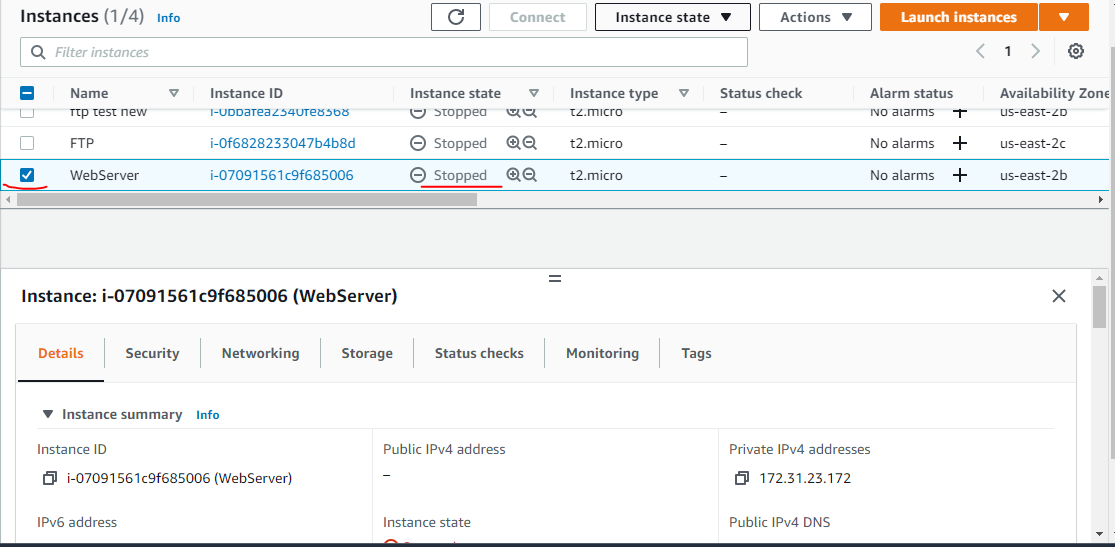 Instances (1/4) Info Connect Instance state Actions Launch instances
Filter instances 1
Name Instance ID Instance state Instance type Status check Alarm status Availability Zone
ftp test new i-0bbafea2340fe8368 Stopped t2.micro – No alarms us-east-2b
FTP i-0f6828233047b4b8d Stopped t2.micro – No alarms us-east-2c
WebServer i-07091561c9f685006 Stopped t2.micro – No alarms us-east-2b
Instance: i-07091561c9f685006 (WebServer)
Details Security Networking Storage Status checks Monitoring Tags
Instance summary Info
Instance ID Public IPv4 address Private IPv4 addresses
i-07091561c9f685006 (WebServer) – 172.31.23.172
IPv6 address Instance state Public IPv4 DNS